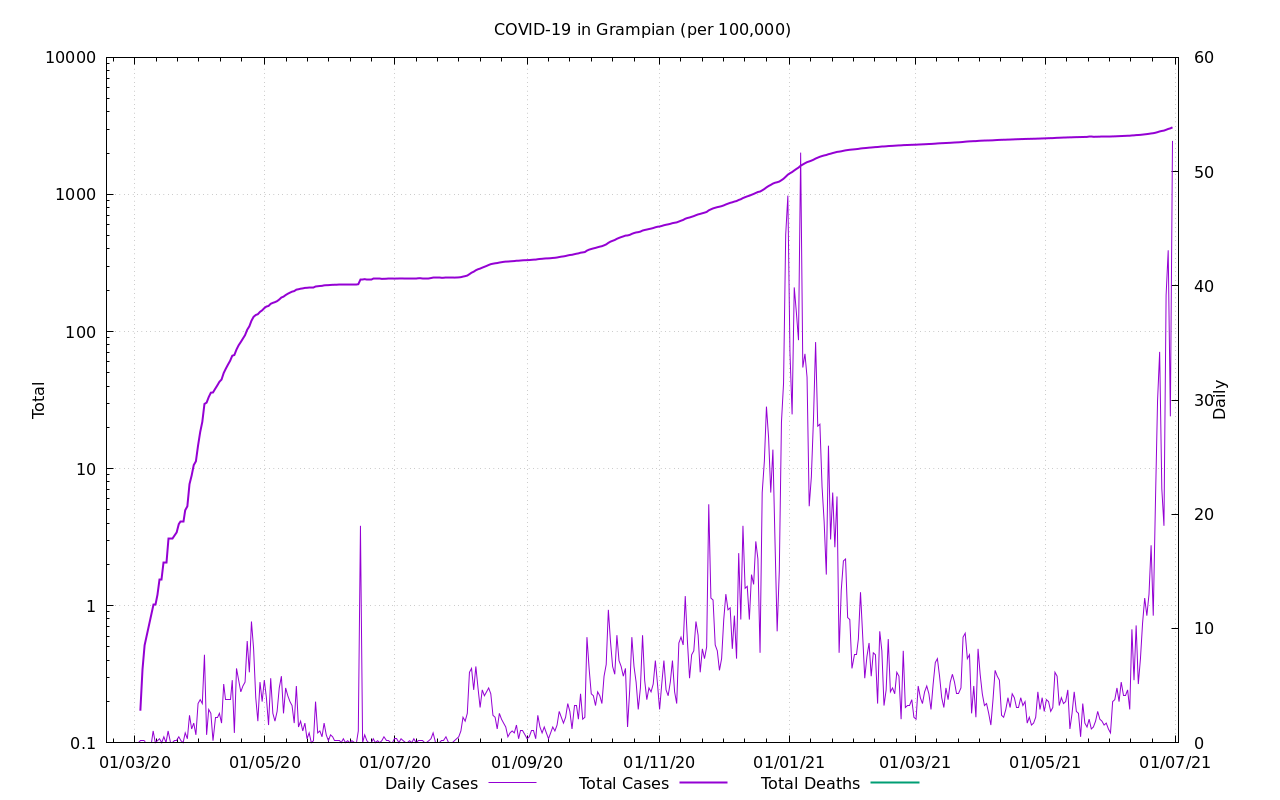 COVID-19 in Grampian (per 100,000)
10000
1000
100
10
1
0.1
Total
60
50
40
30
20
10
0
Daily
01/03/20 01/05/20 01/07/20 01/09/20 01/11/20 01/01/21 01/03/21 01/05/21 01/07/21
Daily Cases Total Cases Total Deaths